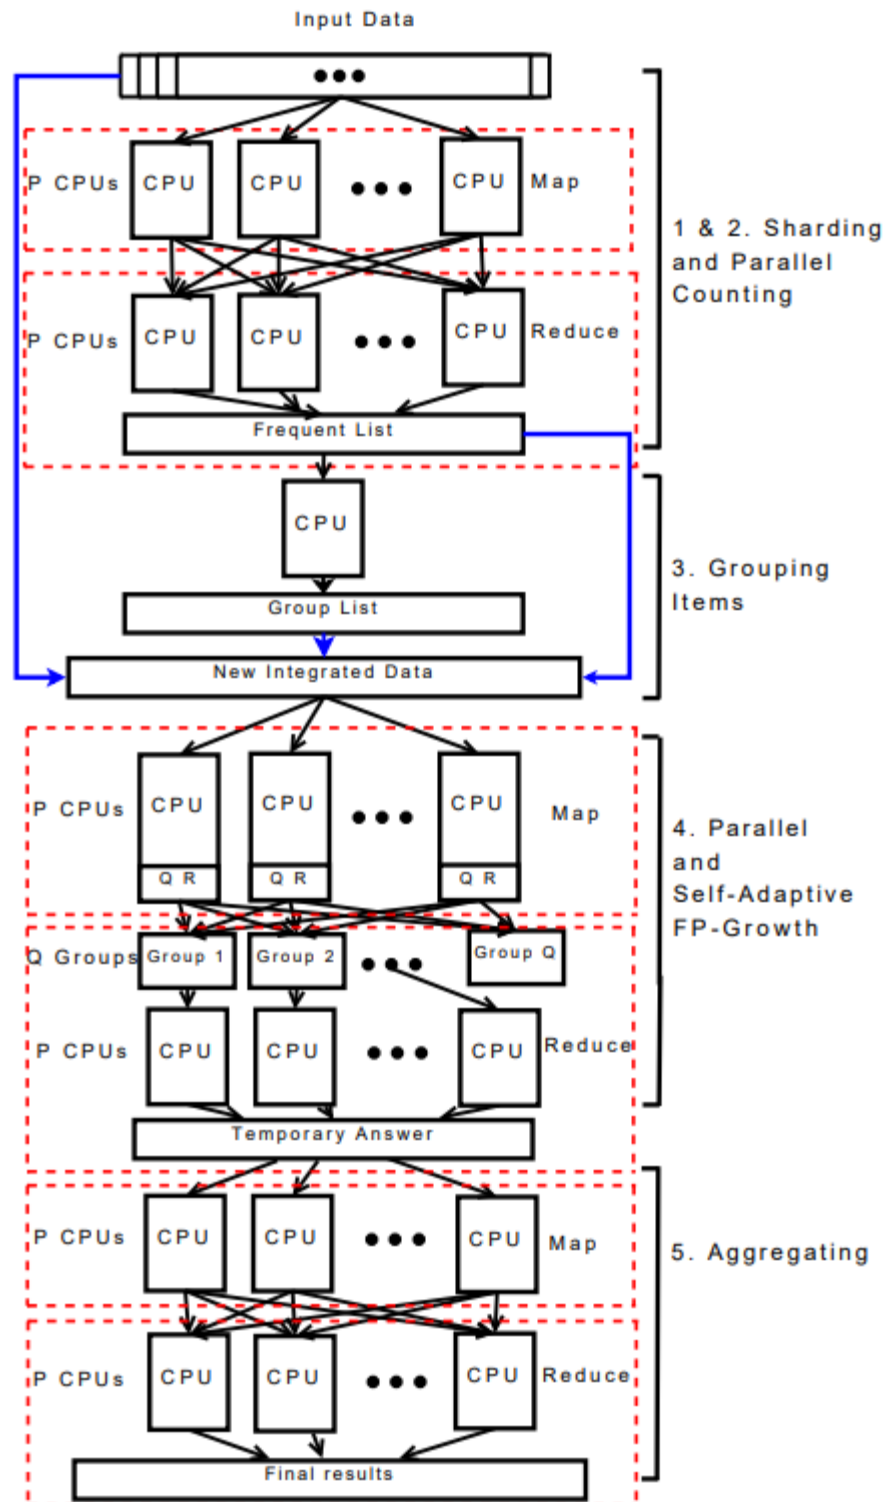 Input Data
P CPUs CPU CPU CPU Map
1 & 2. Sharding
and Parallel
Counting
P CPUs CPU CPU CPU Reduce
Frequent List
CPU
3. Grouping
Items
Group List
New Integrated Data
P CPUs CPU CPU CPU Map
Q R Q R Q R
4. Parallel
and
Self-Adaptive
FP-Growth
Q Groups Group 1 Group 2 Group Q
P CPUs CPU CPU CPU Reduce
Temporary Answer
P CPUs CPU CPU CPU Map
5. Aggregating
P CPUs CPU CPU CPU Reduce
Final results